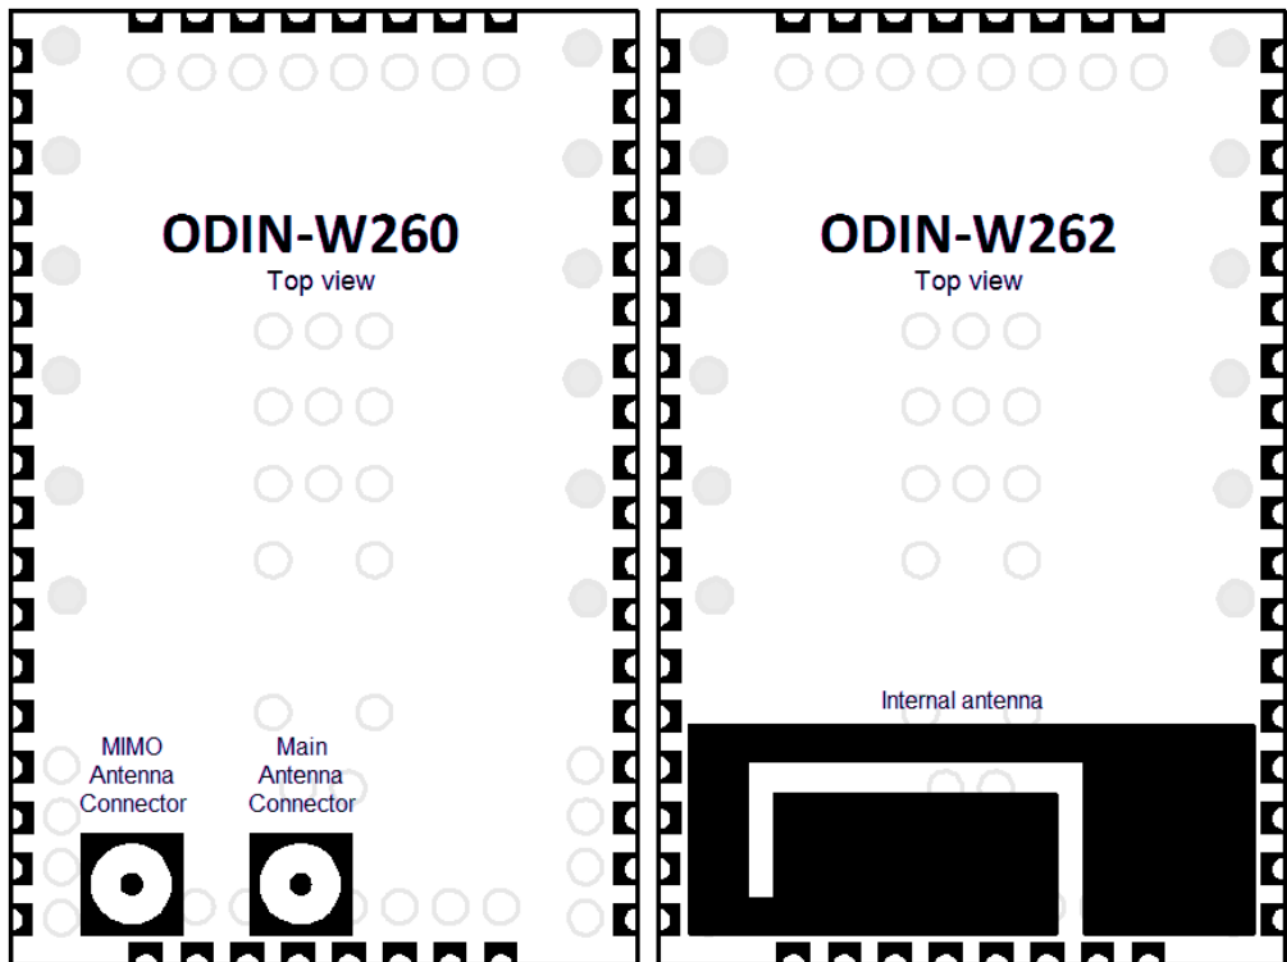 ODIN-W260
Top view
MIMO
Antenna
Connector
Main
Antenna
Connector
ODIN-W262
Top view
Internal antenna